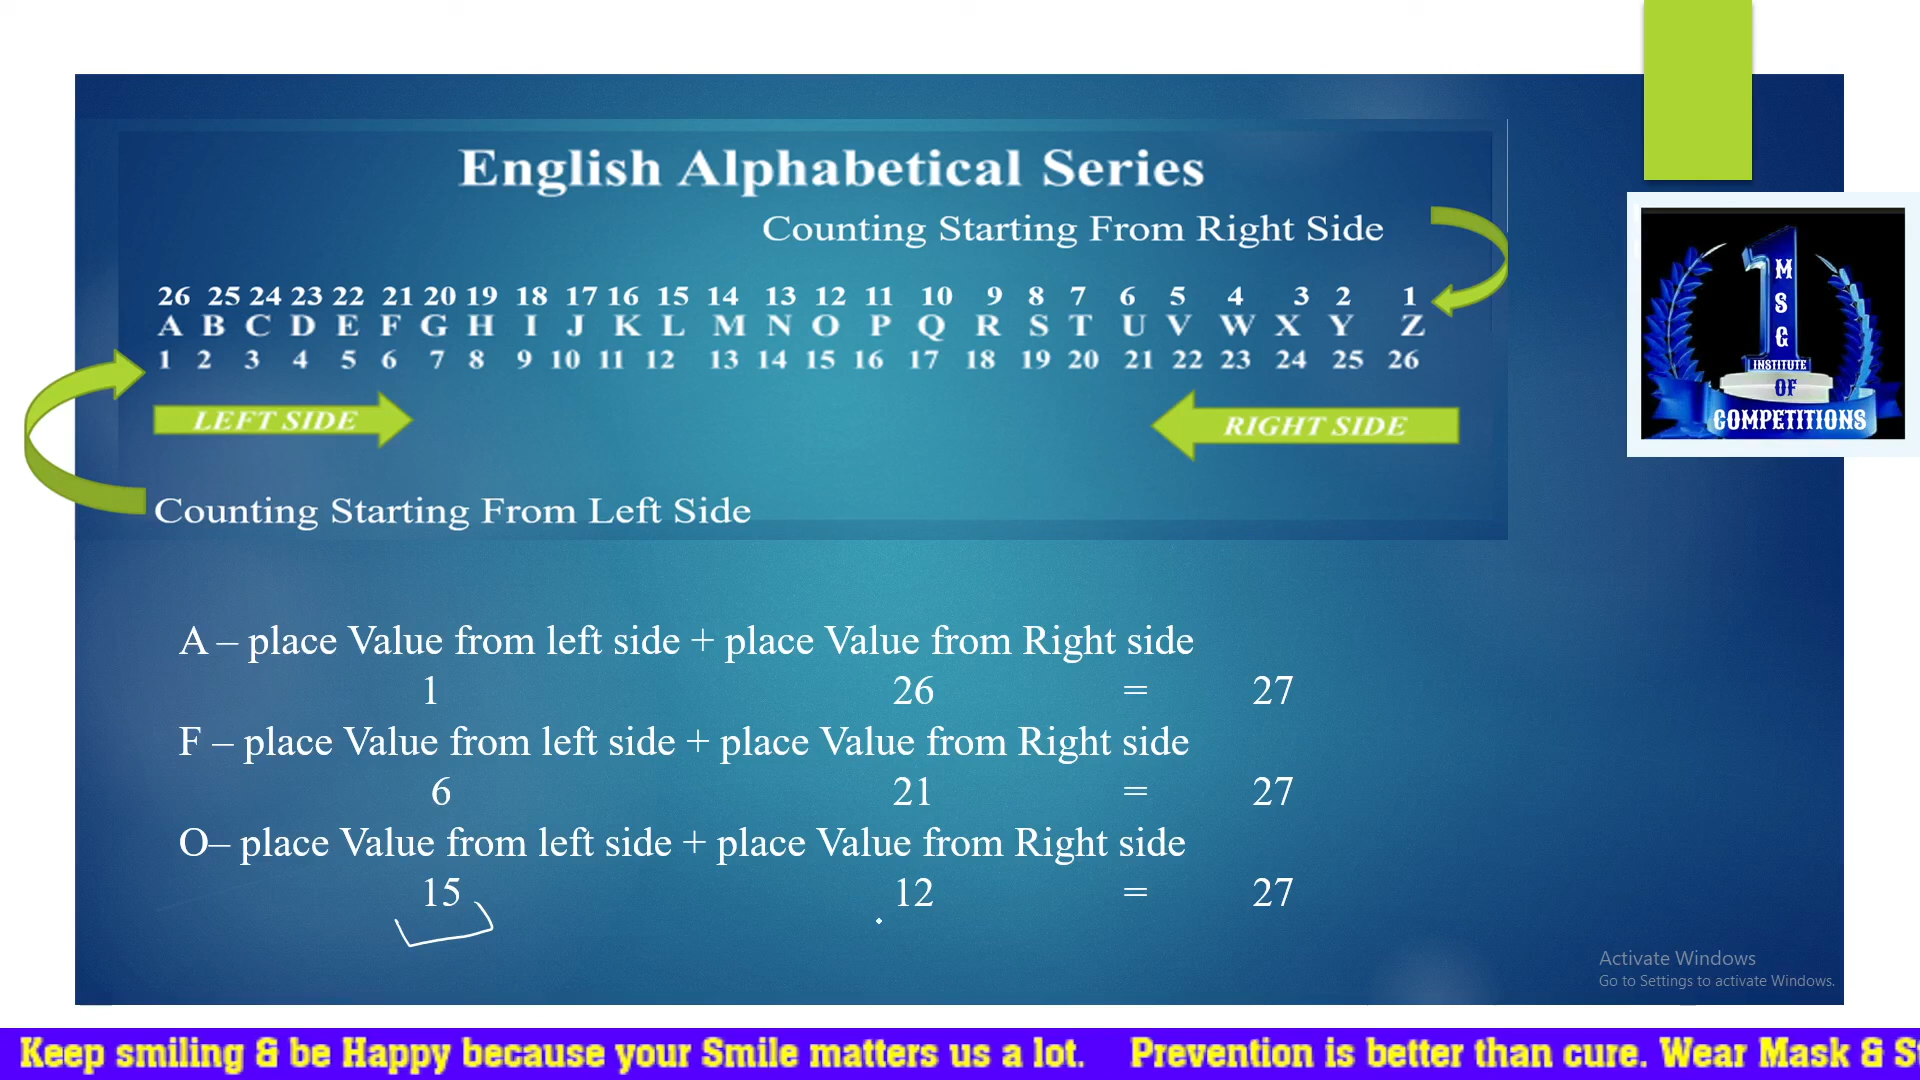 English Alphabetical Series
Counting Starting From Right Side
26 25 24 23 22 21 20 19 18 17 16 15 14 13 12 11 10 9 8 7 6 5 4 3 2 1
A B C D E F G H I J K L M N O P Q R S T U V W X Y Z
1 2 3 4 5 6 7 8 9 10 11 12 13 14 15 16 17 18 19 20 21 22 23 24 25 26
LEFT SIDE
RIGHT SIDE
Counting Starting From Left Side
M
S
G
INSTITUTE
OF
COMPETITIONS
A – place Value from left side + place Value from Right side
1 26 = 27
F – place Value from left side + place Value from Right side
6 21 = 27
O– place Value from left side + place Value from Right side
15 12 = 27
Activate Windows
Go to Settings to activate Windows.
Keep smiling & be Happy because your Smile matters us a lot. Prevention is better than cure. Wear Mask &